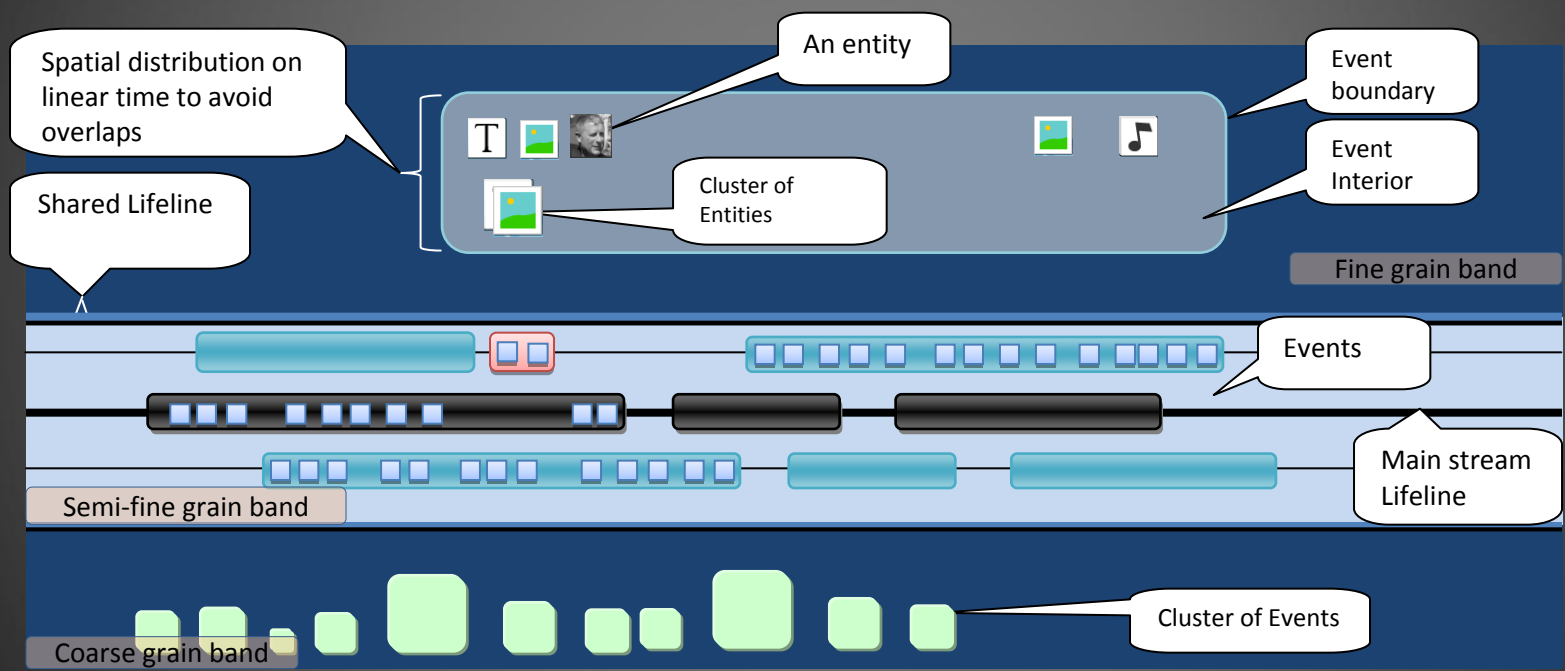 Spatial distribution on
linear time to avoid
overlaps
An entity
Event
boundary
T
Event
Interior
Cluster of
Entities
Shared Lifeline
Fine grain band
Events
Main stream
Lifeline
Semi-fine grain band
Cluster of Events
Coarse grain band